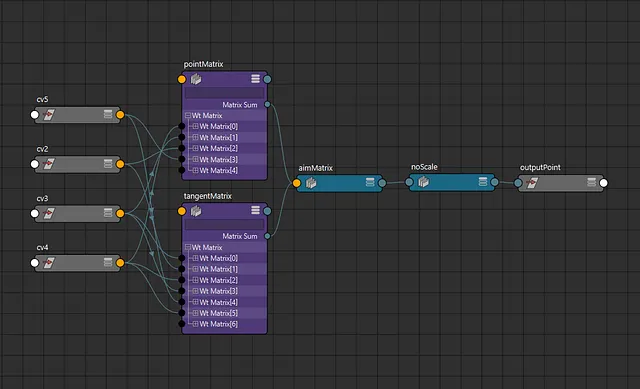 pointMatrix
Matrix Sum
Wt Matrix
Wt Matrix[0]
Wt Matrix[1]
Wt Matrix[2]
Wt Matrix[3]
Wt Matrix[4]
cv5
cv2
cv3
cv4
tangentMatrix
Matrix Sum
Wt Matrix
Wt Matrix[0]
Wt Matrix[1]
Wt Matrix[2]
Wt Matrix[3]
Wt Matrix[4]
Wt Matrix[5]
Wt Matrix[6]
aimMatrix
noScale
outputPoint